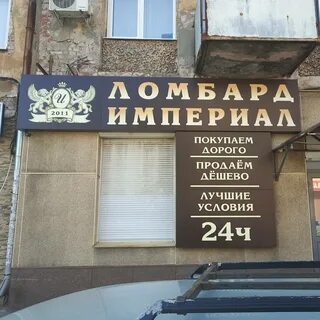 И
2011
ЛОМБАРД
ИМПЕРИАЛ
ПОКУПАЕМ
ДОРОГО
ПРОДАЁМ
ДЁШЕВО
ЛУЧШИЕ
УСЛОВИЯ
24ч